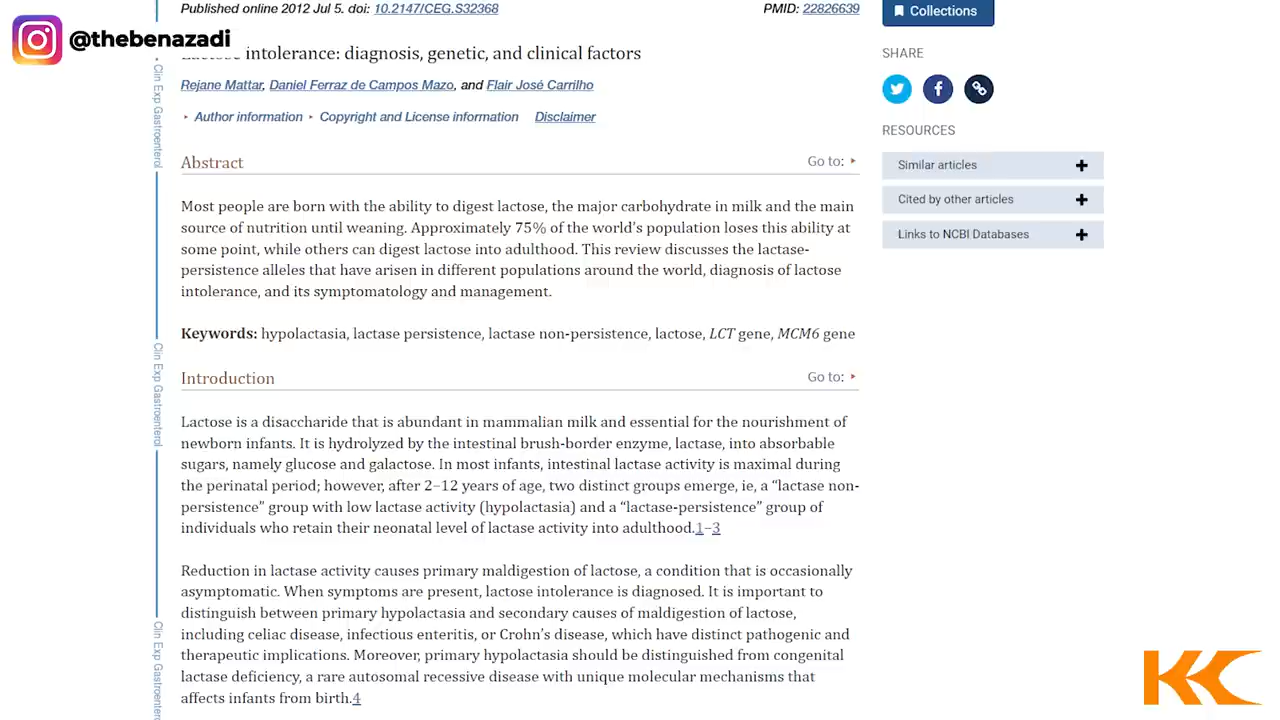 Published online 2012 Jul 5. doi: 10.2147/CEG.S32368
PMID: 22826639
@thebenazadi
intolerance: diagnosis, genetic, and clinical factors
Rejane Mattar, Daniel Ferraz de Campos Mazo, and Flair José Carrilho
Author information Copyright and License information Disclaimer
Abstract
Go to:
Most people are born with the ability to digest lactose, the major carbohydrate in milk and the main
source of nutrition until weaning. Approximately 75% of the world's population loses this ability at
some point, while others can digest lactose into adulthood. This review discusses the lactase-
persistence alleles that have arisen in different populations around the world, diagnosis of lactose
intolerance, and its symptomatology and management.
Keywords: hypolactasia, lactase persistence, lactase non-persistence, lactose, LCT gene, MCM6 gene
Introduction
Go to:
Lactose is a disaccharide that is abundant in mammalian milk and essential for the nourishment of
newborn infants. It is hydrolyzed by the intestinal brush-border enzyme, lactase, into absorbable
sugars, namely glucose and galactose. In most infants, intestinal lactase activity is maximal during
the perinatal period; however, after 2–12 years of age, two distinct groups emerge, ie, a “lactase non-
persistence” group with low lactase activity (hypolactasia) and a “lactase-persistence” group of
individuals who retain their neonatal level of lactase activity into adulthood.1–3
Reduction in lactase activity causes primary maldigestion of lactose, a condition that is occasionally
asymptomatic. When symptoms are present, lactose intolerance is diagnosed. It is important to
distinguish between primary hypolactasia and secondary causes of maldigestion of lactose,
including celiac disease, infectious enteritis, or Crohn's disease, which have distinct pathogenic and
therapeutic implications. Moreover, primary hypolactasia should be distinguished from congenital
lactase deficiency, a rare autosomal recessive disease with unique molecular mechanisms that
affects infants from birth.4
Clin Exp Gastroenterol
Clin Exp Gastroenterol
Clin Exp Gastroenterol
Collections
SHARE
RESOURCES
Similar articles
Cited by other articles
Links to NCBI Databases
KC